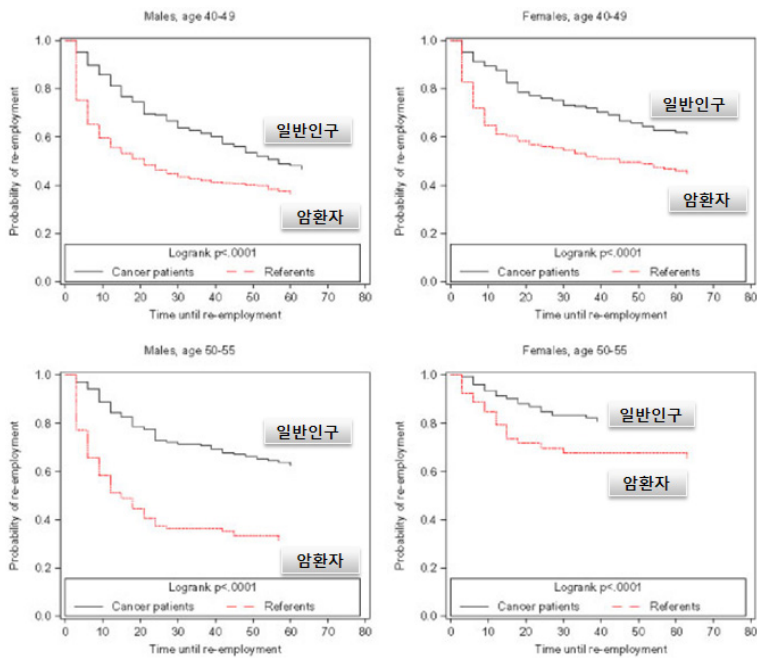 Males, age 40-49
1.0
0.8
0.6
0.4
0.2
0.0
Probability of re-employment
일반인구
암환자
Logrank p<.0001
Cancer patients Referents
0 10 20 30 40 50 60 70 80
Time until re-employment
Females, age 40-49
1.0
0.8
0.6
0.4
0.2
0.0
Probability of re-employment
일반인구
암환자
Logrank p<.0001
Cancer patients Referents
0 10 20 30 40 50 60 70 80
Time until re-employment
Males, age 50-55
1.0
0.8
0.6
0.4
0.2
0.0
Probability of re-employment
일반인구
암환자
Logrank p<.0001
Cancer patients Referents
0 10 20 30 40 50 60 70 80
Time until re-employment
Females, age 50-55
1.0
0.8
0.6
0.4
0.2
0.0
Probability of re-employment
일반인구
암환자
Logrank p<.0001
Cancer patients Referents
0 10 20 30 40 50 60 70 80
Time until re-employment